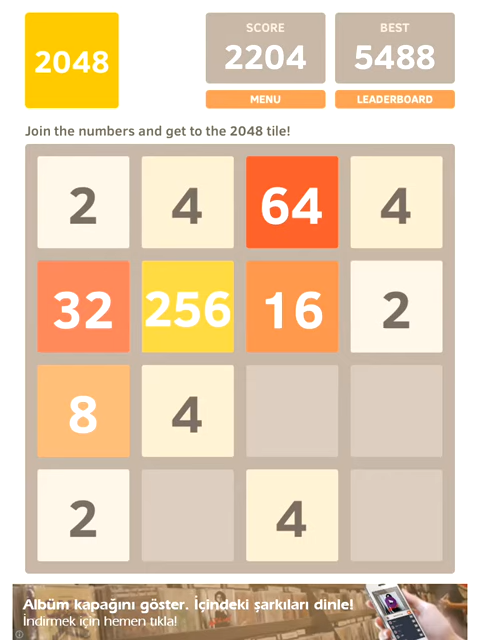 2048
SCORE
2204
BEST
5488
MENU
LEADERBOARD
Join the numbers and get to the 2048 tile!
2 4 64 4
32 256 16 2
8 4
2 4
Albüm kapağını göster. İçindeki şarkıları dinle!
İndirmek için hemen tıkla!